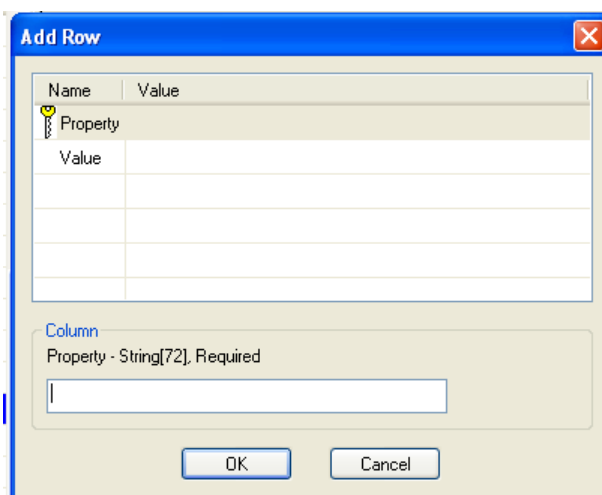 Add Row
Name Value
Property
Value
Column
Property - String[72], Required
OK Cancel